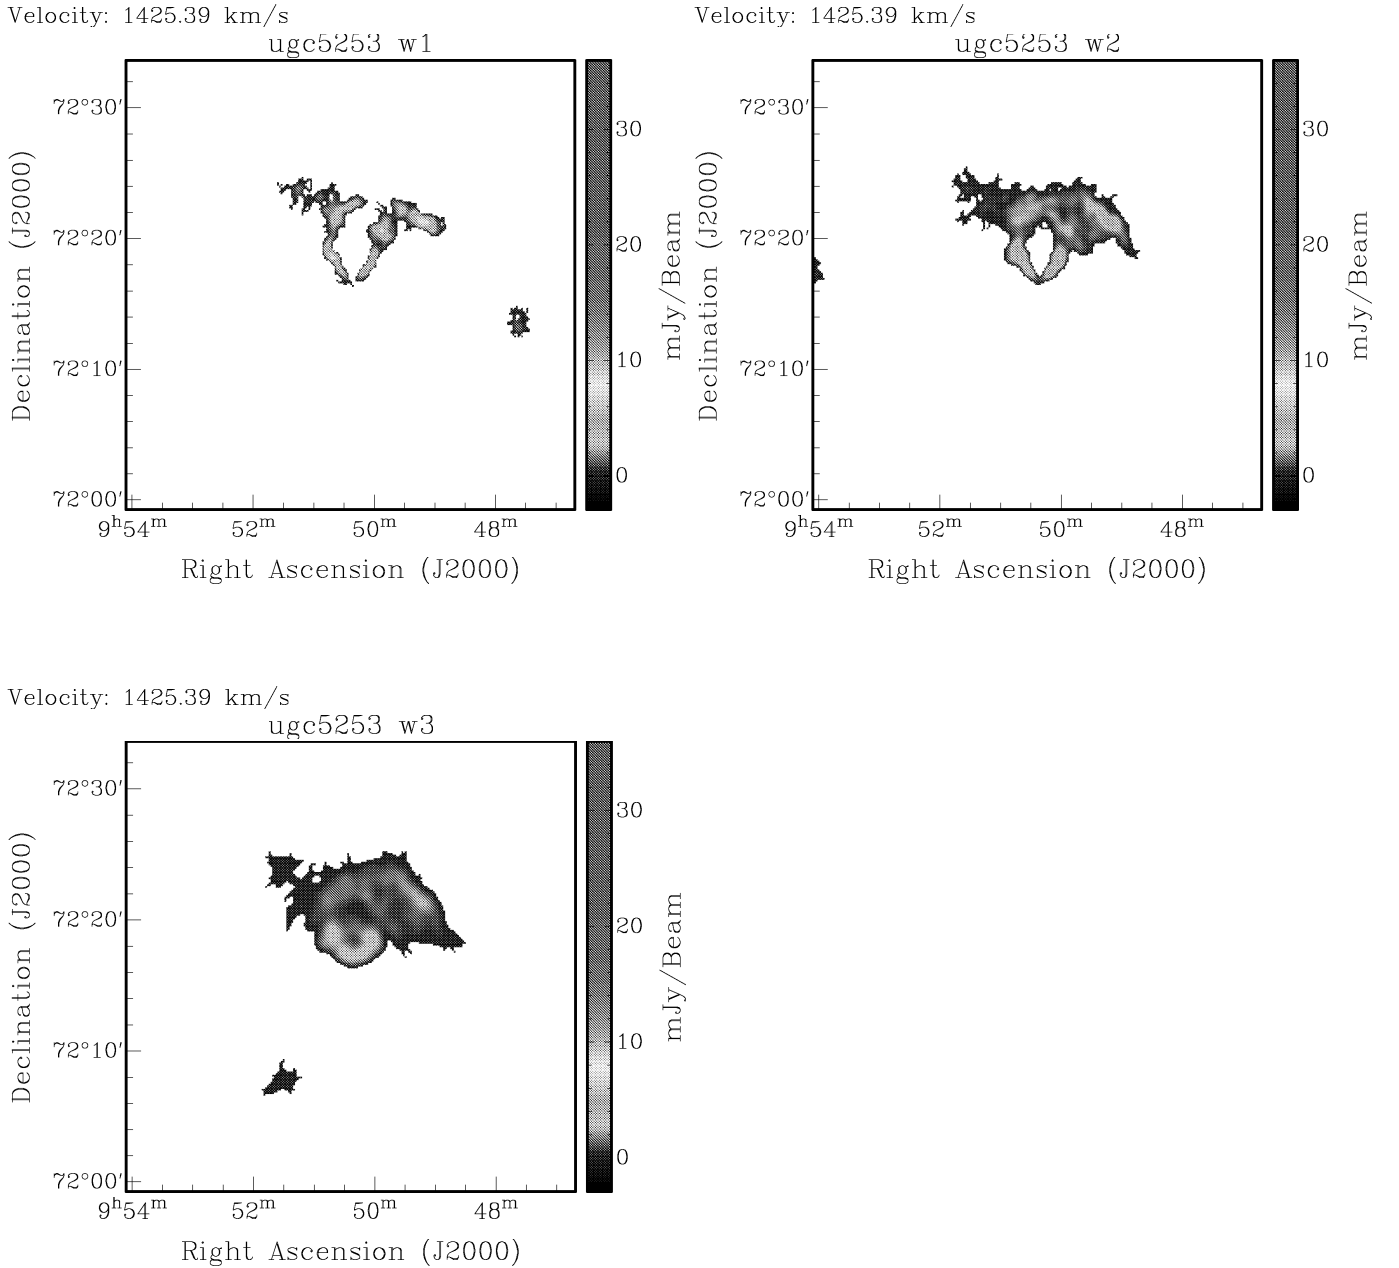 Velocity: 1425.39 km/s
ugc5253 w1
72°30′
72°20′
72°10′
72°00′
Declination (J2000)
9ʰ54ᵐ 52ᵐ 50ᵐ 48ᵐ
Right Ascension (J2000)
30
20
10
0
mJy/Beam
Velocity: 1425.39 km/s
ugc5253 w2
72°30′
72°20′
72°10′
72°00′
Declination (J2000)
9ʰ54ᵐ 52ᵐ 50ᵐ 48ᵐ
Right Ascension (J2000)
30
20
10
0
mJy/Beam
Velocity: 1425.39 km/s
ugc5253 w3
72°30′
72°20′
72°10′
72°00′
Declination (J2000)
9ʰ54ᵐ 52ᵐ 50ᵐ 48ᵐ
Right Ascension (J2000)
30
20
10
0
mJy/Beam